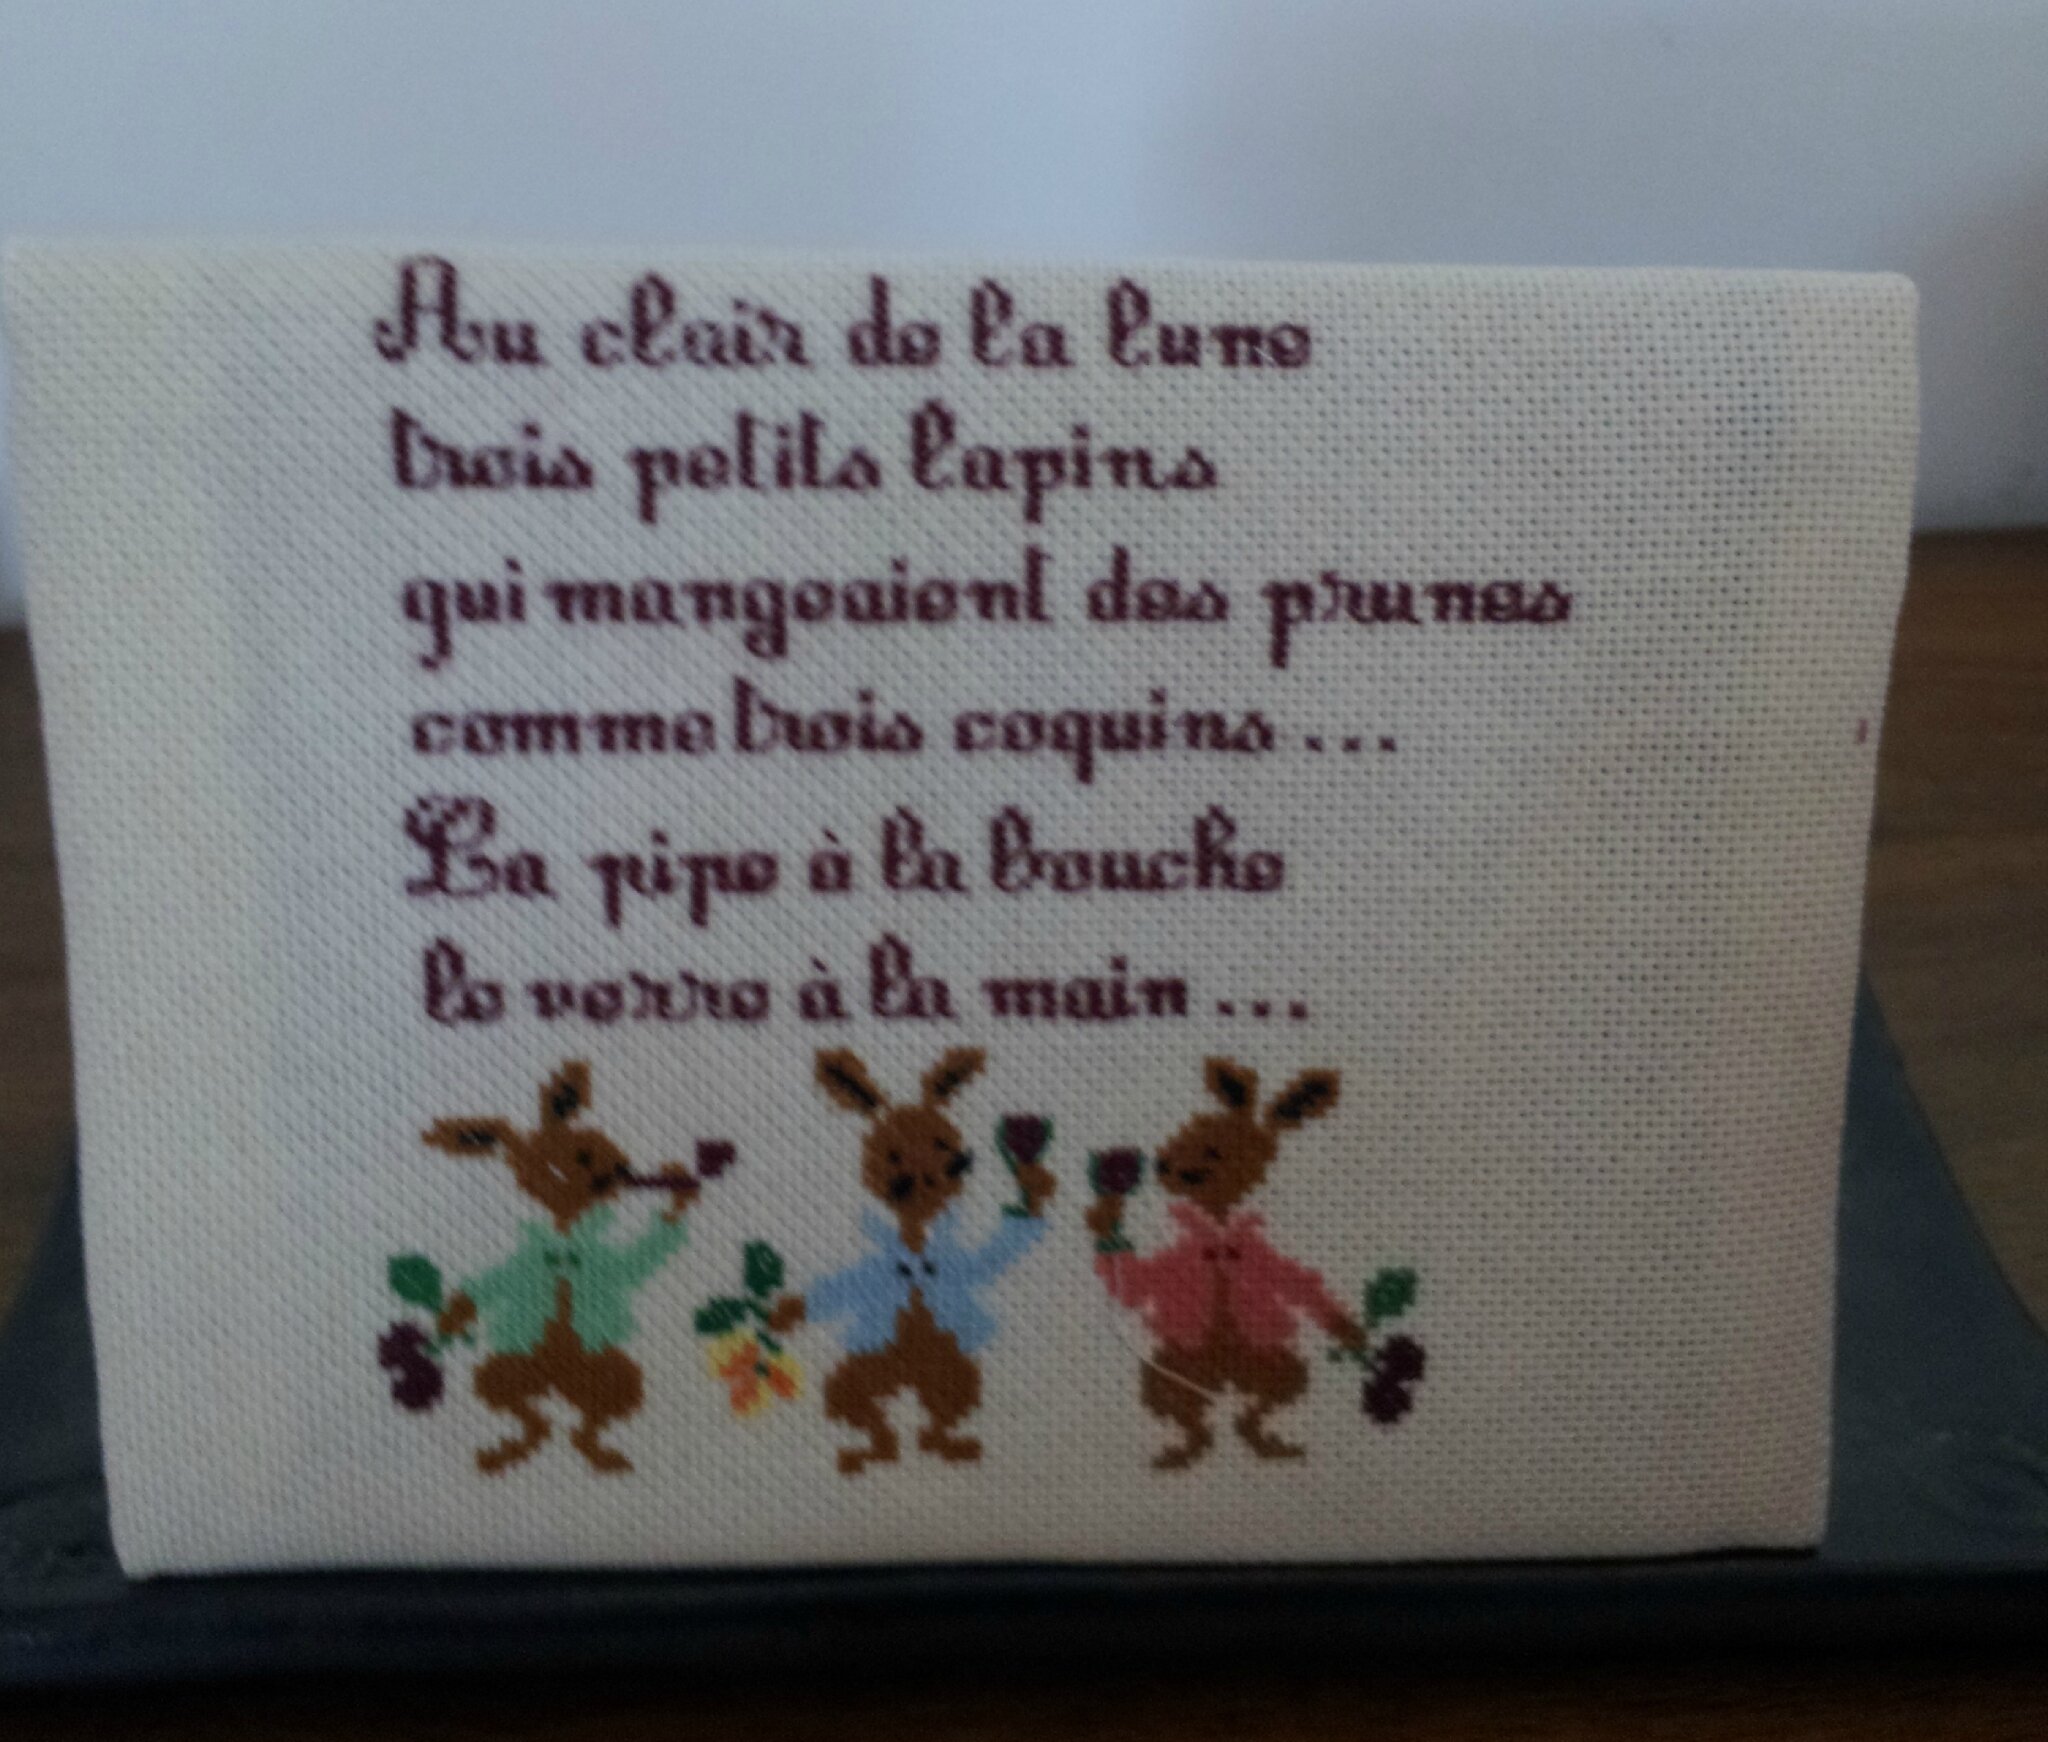 Au clair de la lune
trois petits lapins
qui mangeaient des prunes
comme trois coquins...
La pipe à la bouche
le verre à la main...